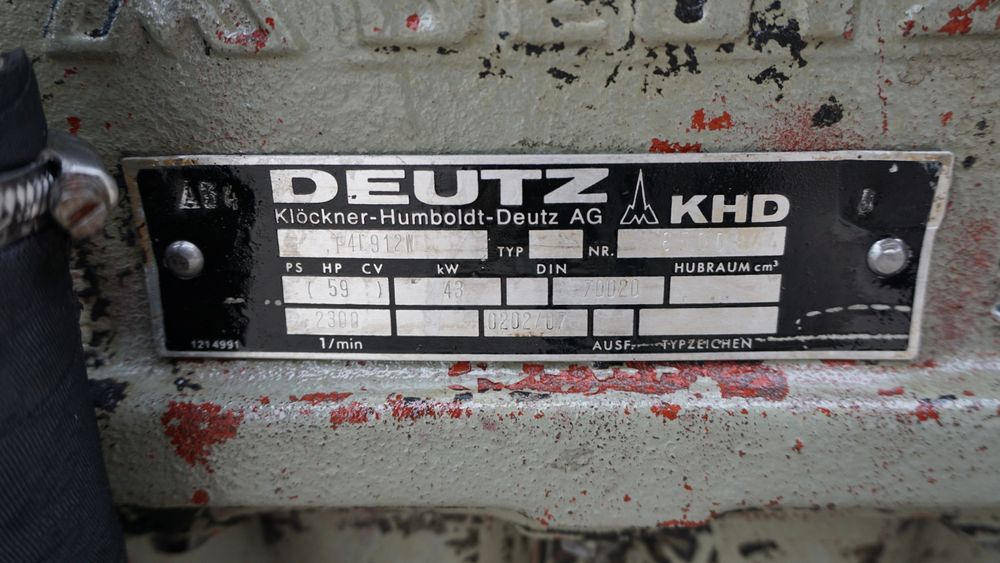 DEUTZ KHD
Klöckner-Humboldt-Deutz AG
F4L912W TYP NR.
PS HP CV kW DIN HUBRAUM cm³
( 59 ) 43 70020
2300 0202/07
1214991 1/min AUSF. TYPZEICHEN